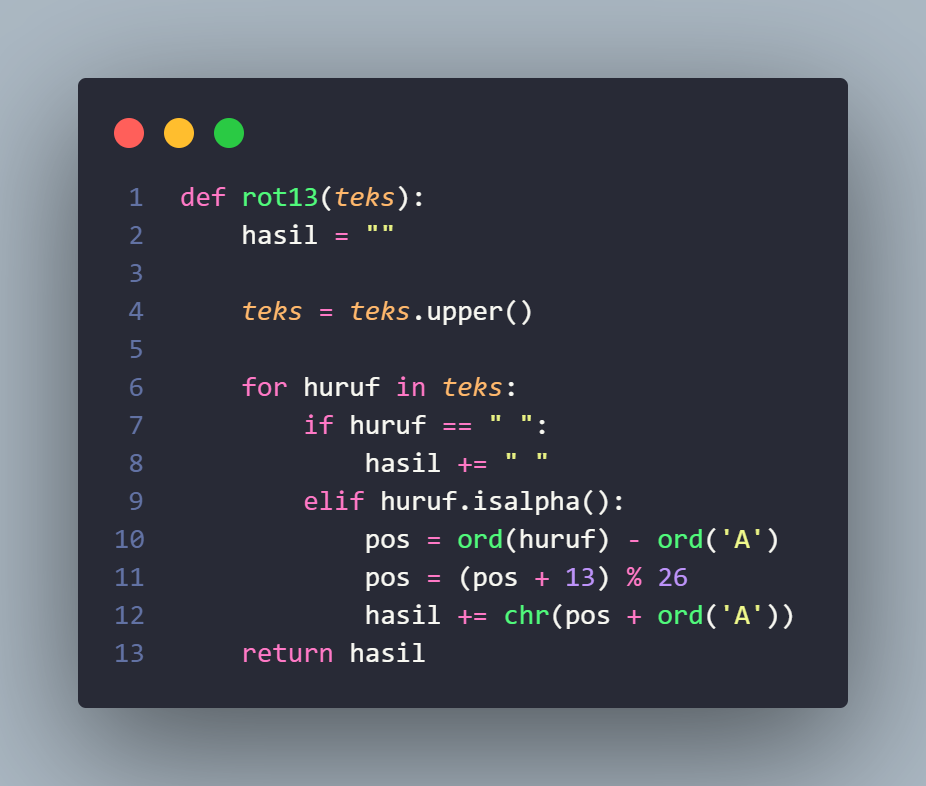 1 def rot13(teks):
2     hasil = ""
3
4     teks = teks.upper()
5
6     for huruf in teks:
7         if huruf == " ":
8             hasil += " "
9         elif huruf.isalpha():
10             pos = ord(huruf) - ord('A')
11             pos = (pos + 13) % 26
12             hasil += chr(pos + ord('A'))
13     return hasil